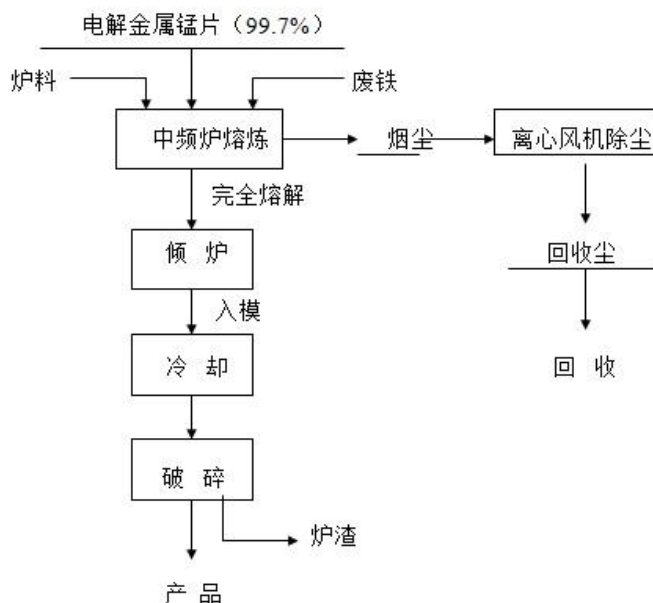 电解金属锰片（99.7%）
炉料
废铁
中频炉熔炼
烟尘
离心风机除尘
完全熔解
倾 炉
回收尘
入模
冷 却
回 收
破 碎
炉渣
产 品